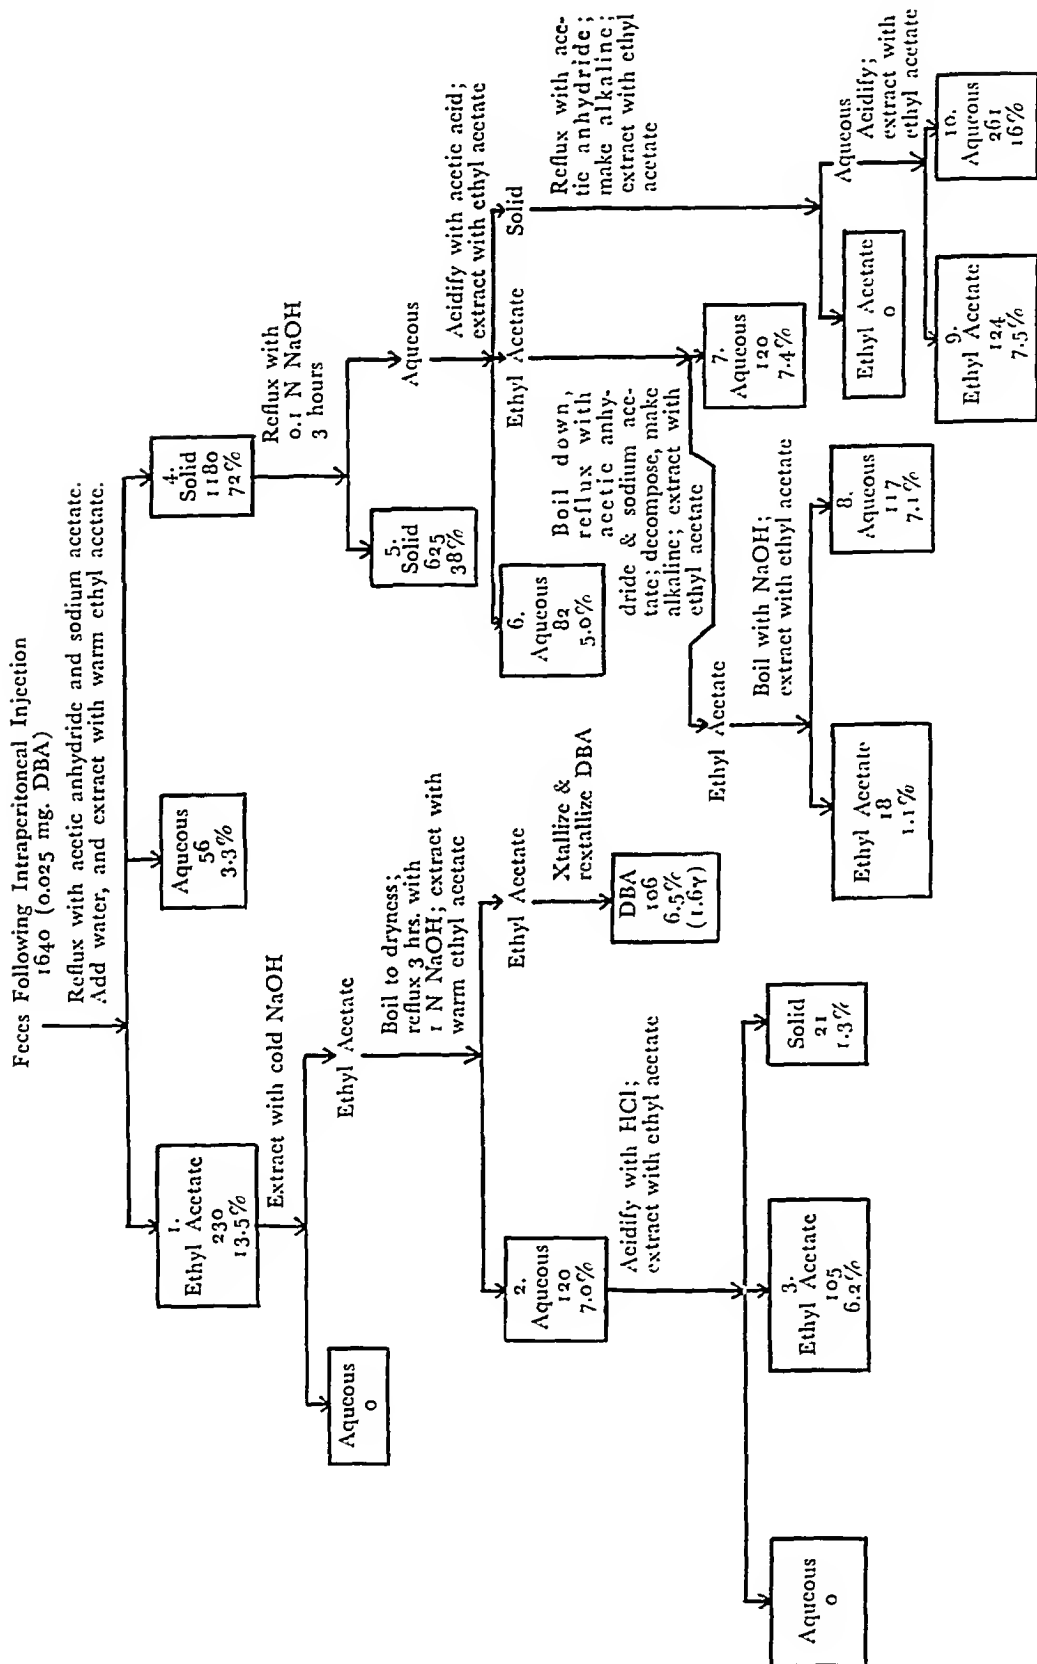 Feces Following Intraperitoneal Injection
1640 (0.025 mg. DBA)
Reflux with acetic anhydride and sodium acetate.
Add water, and extract with warm ethyl acetate.
1.
Ethyl Acetate
230
13.5%
Aqueous
56
3.3%
4.
Solid
1180
72%
Extract with cold NaOH
Reflux with
0.1 N NaOH
3 hours
Aqueous
0
Ethyl Acetate
5.
Solid
625
38%
Aqueous
Boil to dryness;
reflux 3 hrs. with
1 N NaOH; extract with
warm ethyl acetate
Acidify with acetic acid;
extract with ethyl acetate
2.
Aqueous
120
7.0%
Ethyl Acetate
6.
Aqueous
82
5.0%
Ethyl Acetate
Solid
Xtallize &
rextallize DBA
Boil down,
reflux with
acetic anhy-
dride & sodium ace-
tate; decompose, make
alkaline; extract with
ethyl acetate
Reflux with ace-
tic anhydride;
make alkaline;
extract with ethyl
acetate
Acidify with HCl;
extract with ethyl acetate
DBA
106
6.5%
(1.6γ)
Ethyl Acetate
7.
Aqueous
120
7.4%
Aqueous
0
3.
Ethyl Acetate
105
6.2%
Solid
21
1.3%
Boil with NaOH;
extract with ethyl acetate
Ethyl Acetate
0
Aqueous
Acidify;
extract with
ethyl acetate
Ethyl Acetate
18
1.1%
8.
Aqueous
117
7.1%
9.
Ethyl Acetate
124
7.5%
10.
Aqueous
261
16%